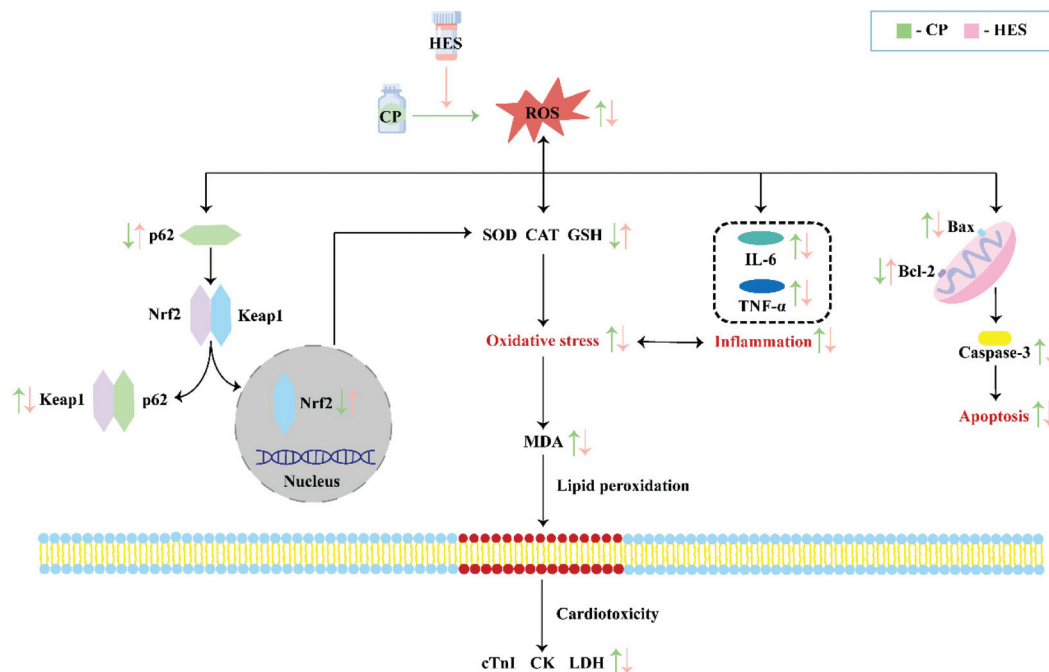 HES
- CP - HES
CP
ROS
p62
SOD CAT GSH
IL-6
TNF-α
Bax
Bcl-2
Nrf2
Keap1
Oxidative stress
Inflammation
Caspase-3
Keap1
p62
Nrf2
Nucleus
Apoptosis
MDA
Lipid peroxidation
Cardiotoxicity
cTnI CK LDH